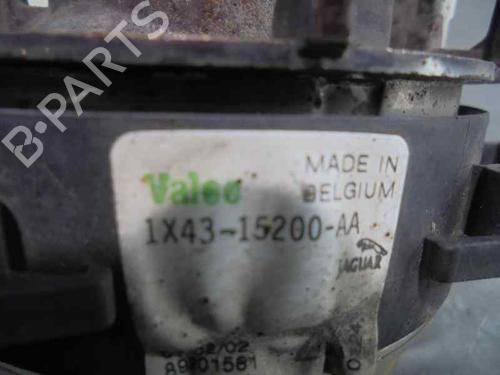 B-PARTS
Valeo
MADE IN
BELGIUM
1X43-15200-AA
JAGUAR